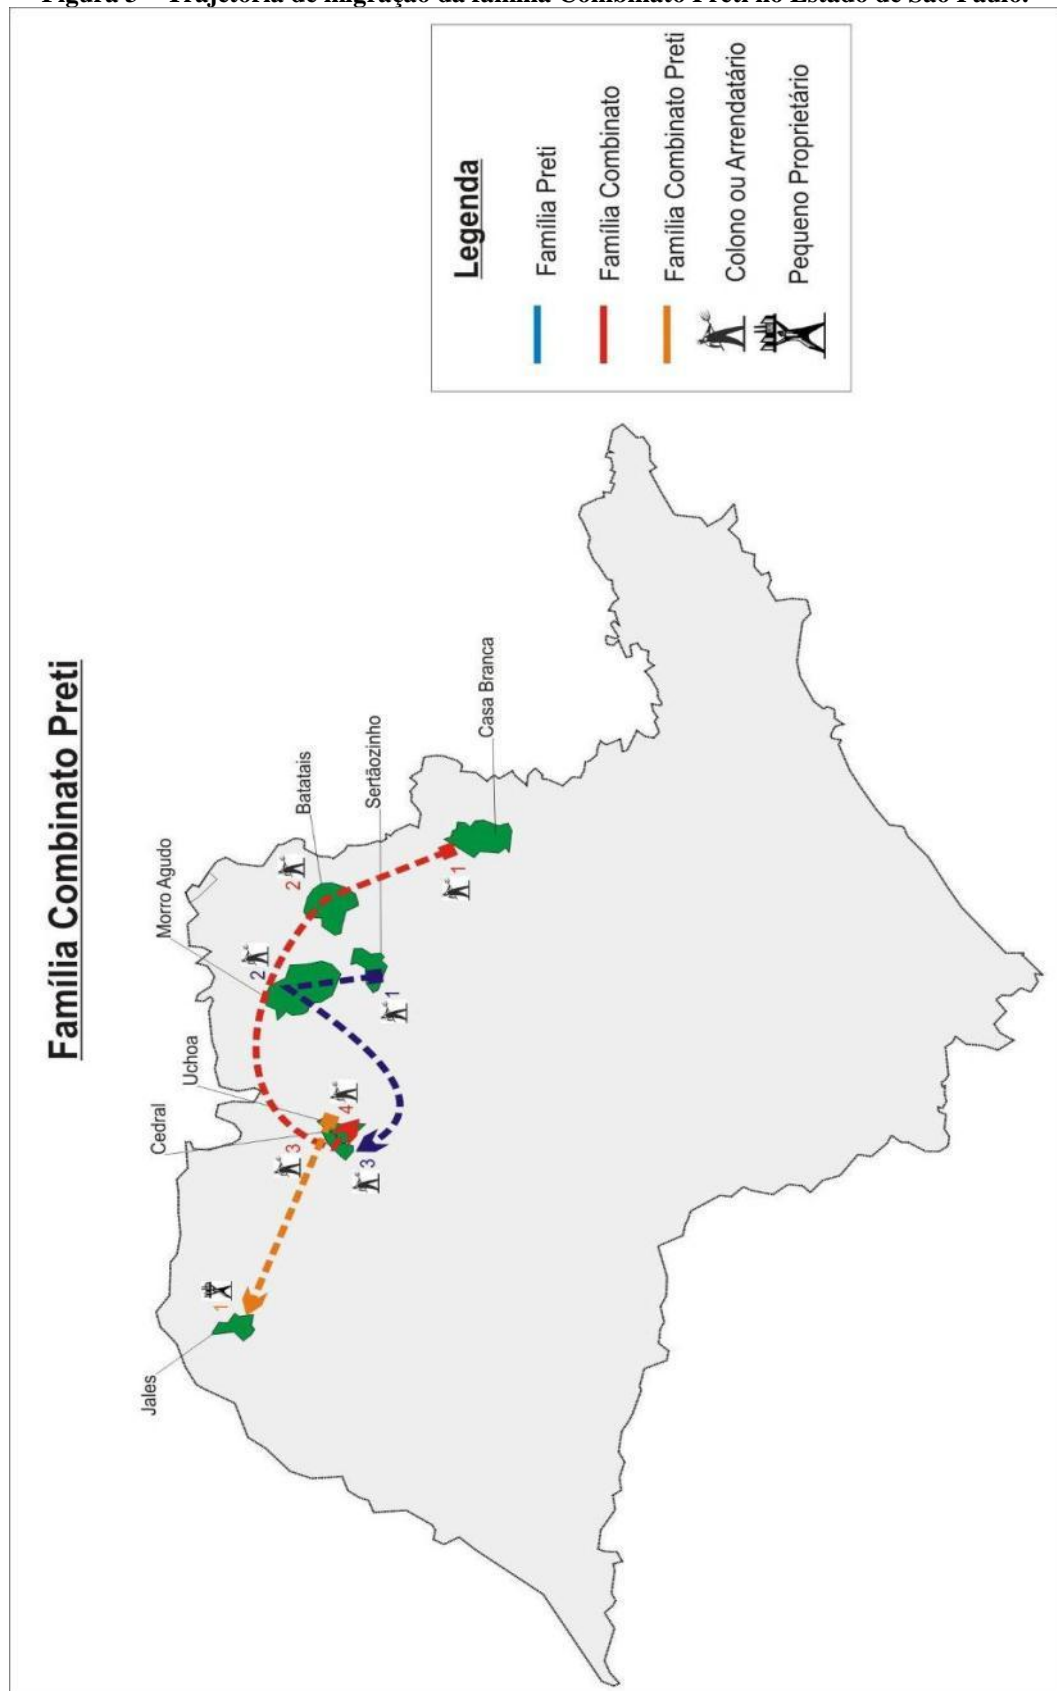 Figura 3 – Trajetória de migração da família Combinato Preti no Estado de São Paulo.
Família Combinato Preti
Jales
Cedral
Uchoa
Morro Agudo
Batatais
Sertãozinho
Casa Branca
1
3
4
3
2
2
1
1
Legenda
Família Preti
Família Combinato
Família Combinato Preti
Colono ou Arrendatário
Pequeno Proprietário